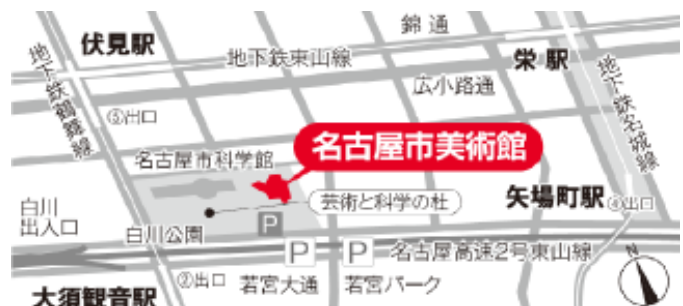 錦通
伏見駅
地下鉄東山線
栄駅
広小路通
地下鉄鶴舞線
地下鉄名城線
⑤出口
名古屋市科学館
名古屋市美術館
白川
出入口
芸術と科学の杜
矢場町駅
④出口
P
白川公園
P
P
名古屋高速2号東山線
N
②出口
若宮大通
若宮パーク
大須観音駅